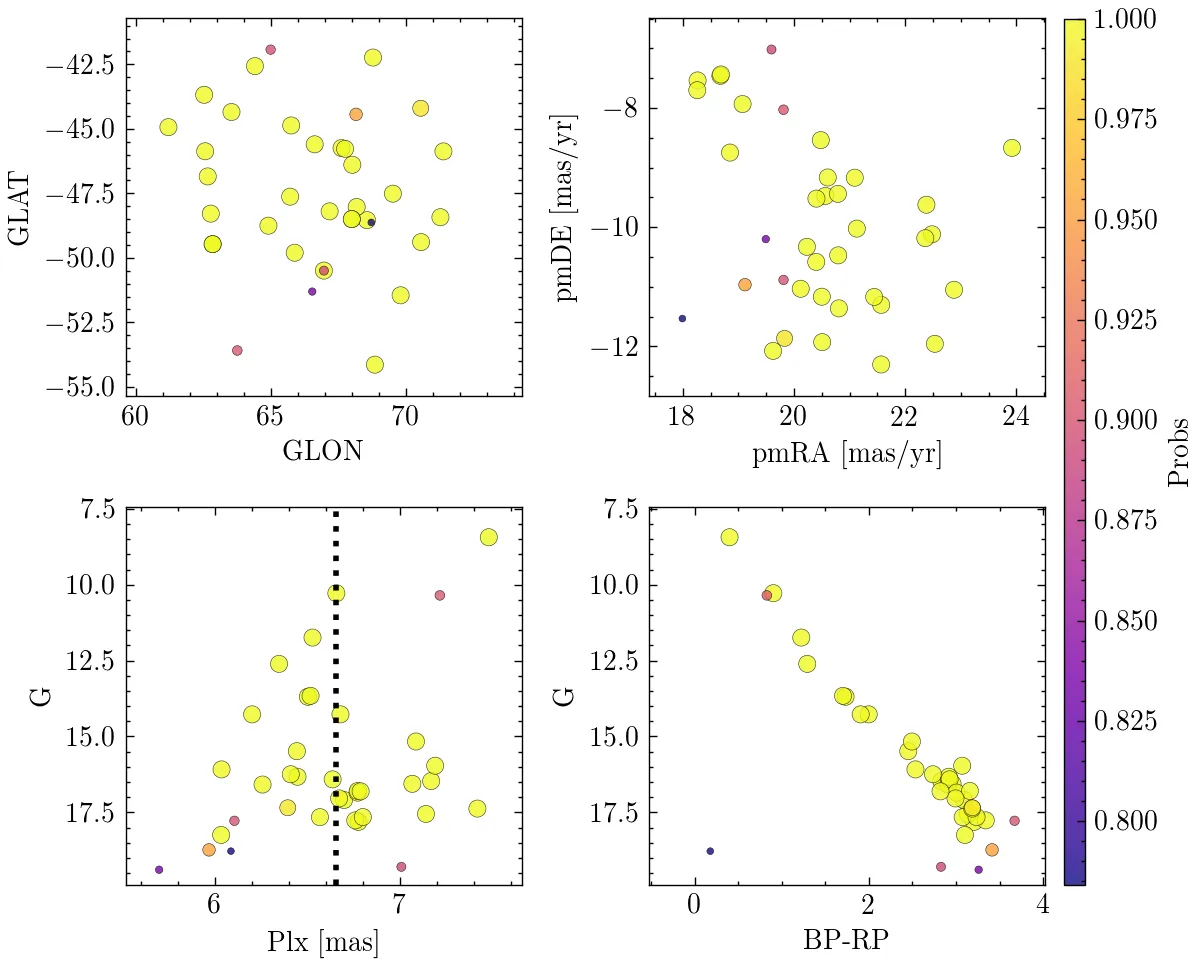 GLAT
−42.5
−45.0
−47.5
−50.0
−52.5
−55.0
60 65 70
GLON
pmDE [mas/yr]
−8
−10
−12
18 20 22 24
pmRA [mas/yr]
G
7.5
10.0
12.5
15.0
17.5
6 7
Plx [mas]
G
7.5
10.0
12.5
15.0
17.5
0 2 4
BP-RP
1.000
0.975
0.950
0.925
0.900
0.875
0.850
0.825
0.800
Probs